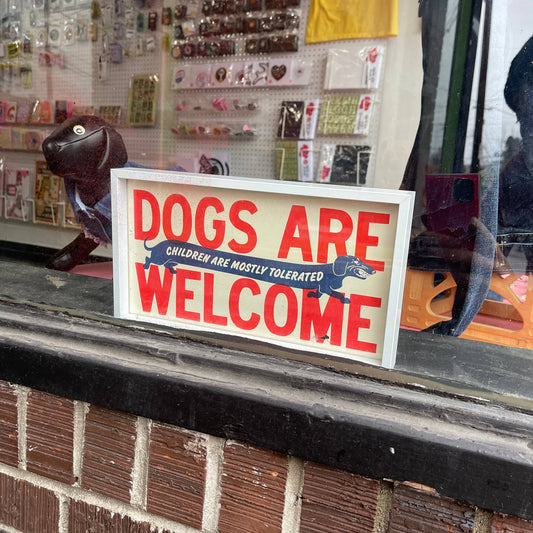 DOGS ARE
CHILDREN ARE MOSTLY TOLERATED
WELCOME